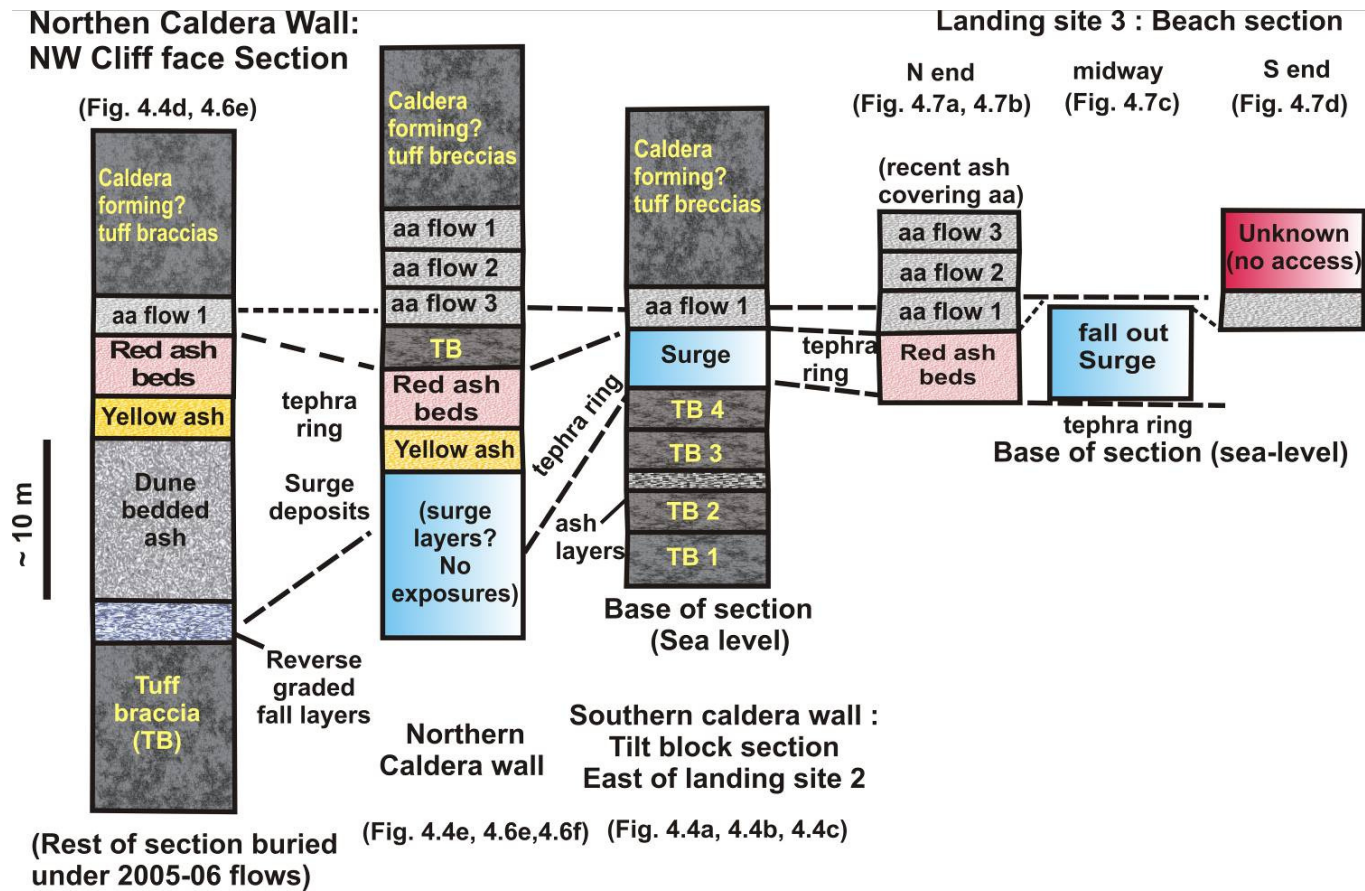 Northen Caldera Wall:
NW Cliff face Section
(Fig. 4.4d, 4.6e)
Caldera
forming?
tuff braccias
aa flow 1
Red ash
beds
Yellow ash
Dune
bedded
ash
Tuff
braccia
(TB)
(Rest of section buried
under 2005-06 flows)
~ 10 m
tephra
ring
Surge
deposits
Reverse
graded
fall layers
Caldera
forming?
tuff breccias
aa flow 1
aa flow 2
aa flow 3
TB
Red ash
beds
Yellow ash
(surge
layers?
No
exposures)
Northern
Caldera wall
(Fig. 4.4e, 4.6e,4.6f)
tephra ring
ash
layers
Caldera
forming?
tuff breccias
aa flow 1
Surge
TB 4
TB 3
TB 2
TB 1
Base of section
(Sea level)
Southern caldera wall :
Tilt block section
East of landing site 2
(Fig. 4.4a, 4.4b, 4.4c)
tephra
ring
Landing site 3 : Beach section
N end
(Fig. 4.7a, 4.7b)
(recent ash
covering aa)
aa flow 3
aa flow 2
aa flow 1
Red ash
beds
midway
(Fig. 4.7c)
fall out
Surge
tephra ring
S end
(Fig. 4.7d)
Unknown
(no access)
Base of section (sea-level)